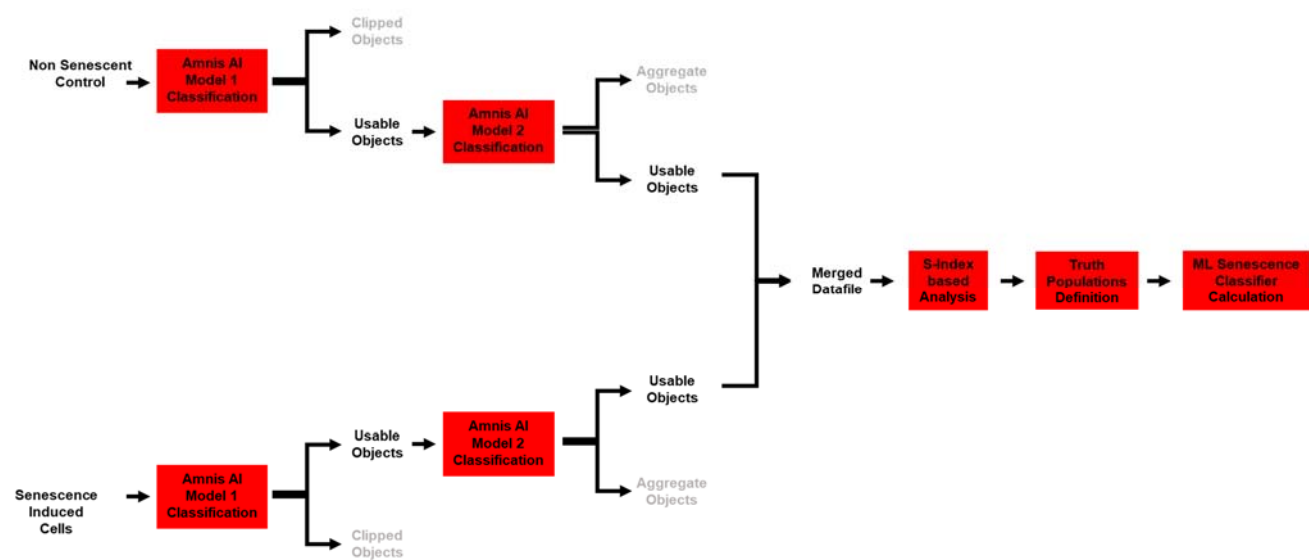 Clipped
Objects
Non Senescent
Control
Amnis AI
Model 1
Classification
Usable
Objects
Amnis AI
Model 2
Classification
Aggregate
Objects
Usable
Objects
Merged
Datafile
S-Index
based
Analysis
Truth
Populations
Definition
ML Senescence
Classifier
Calculation
Senescence
Induced
Cells
Amnis AI
Model 1
Classification
Usable
Objects
Clipped
Objects
Amnis AI
Model 2
Classification
Usable
Objects
Aggregate
Objects